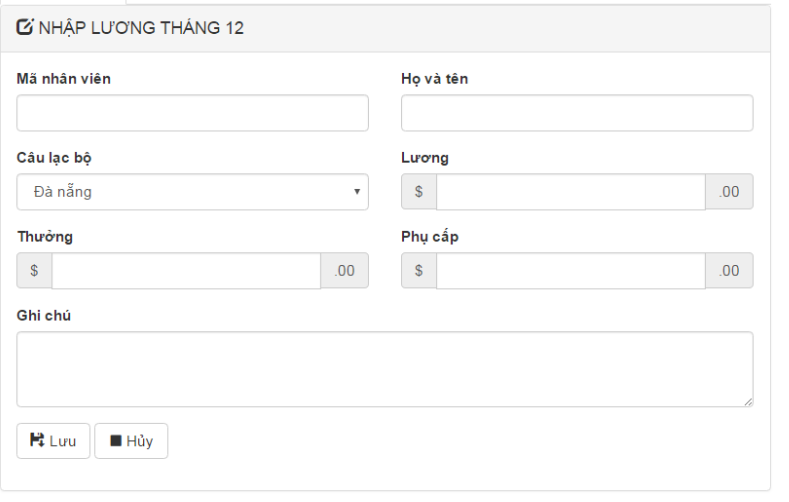 NHẬP LƯƠNG THÁNG 12
Mã nhân viên
Họ và tên
Câu lạc bộ
Lương
Đà nẵng
$ .00
Thưởng
Phụ cấp
$ .00
$ .00
Ghi chú
Lưu
Hủy